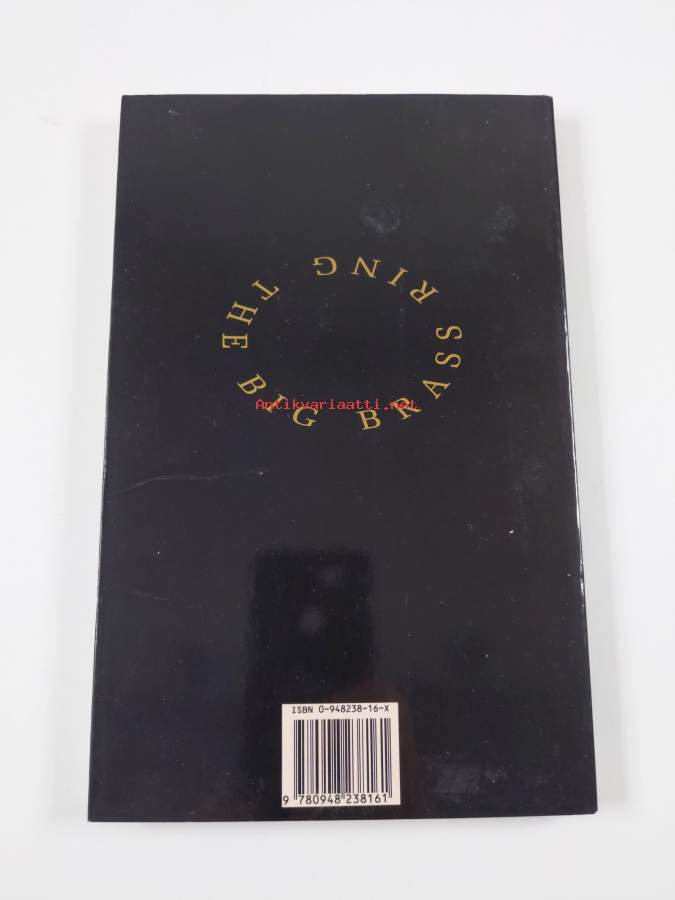 THE BIG BRASS RING
Antikvariaatti.net
ISBN 0-948238-16-X
9 780948 238161